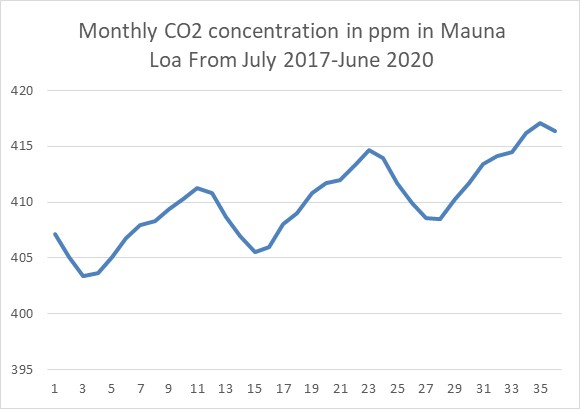 Monthly CO2 concentration in ppm in Mauna
Loa From July 2017-June 2020
420
415
410
405
400
395
1 3 5 7 9 11 13 15 17 19 21 23 25 27 29 31 33 35